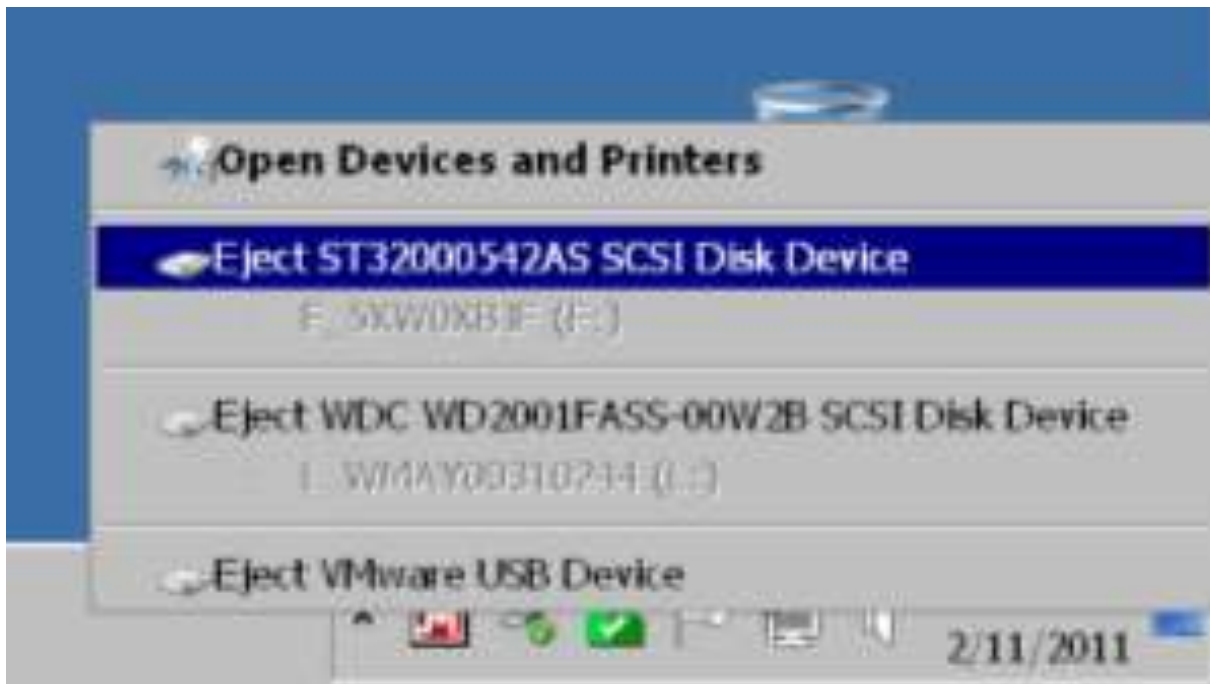 Open Devices and Printers
Eject ST32000542AS SCSI Disk Device
Eject WDC WD2001FASS-00W2B SCSI Disk Device
Eject VMware USB Device
2/11/2011